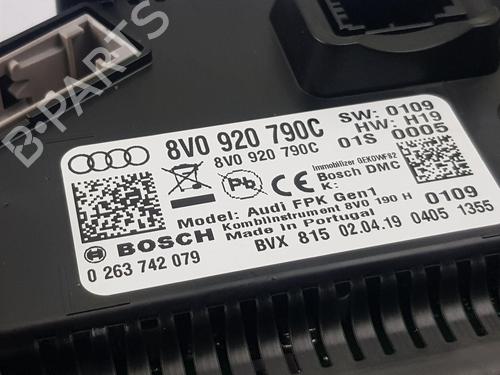 B-PARTS
8V0 920 790C
8V0 920 790C
SW: 0109
HW: H19
01S 0005
Immobilizer GEKOWF82
Bosch DMC
K:
Pb
CE
Model: Audi FPK Gen1
Kombiinstrument 8V0 190 H 0109
Made in Portugal
BOSCH
0 263 742 079
BVX 815 02.04.19 0405 1355